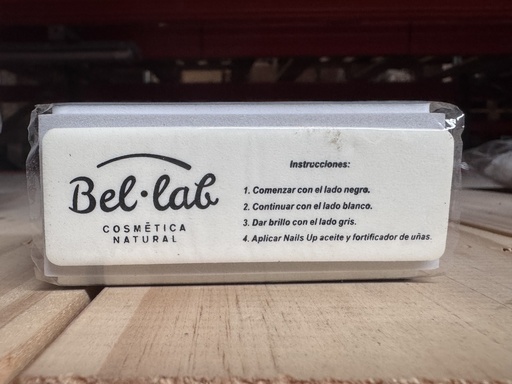 Bel·lab
COSMÉTICA
NATURAL
Instrucciones:
1. Comenzar con el lado negro.
2. Continuar con el lado blanco.
3. Dar brillo con el lado gris.
4. Aplicar Nails Up aceite y fortificador de uñas.